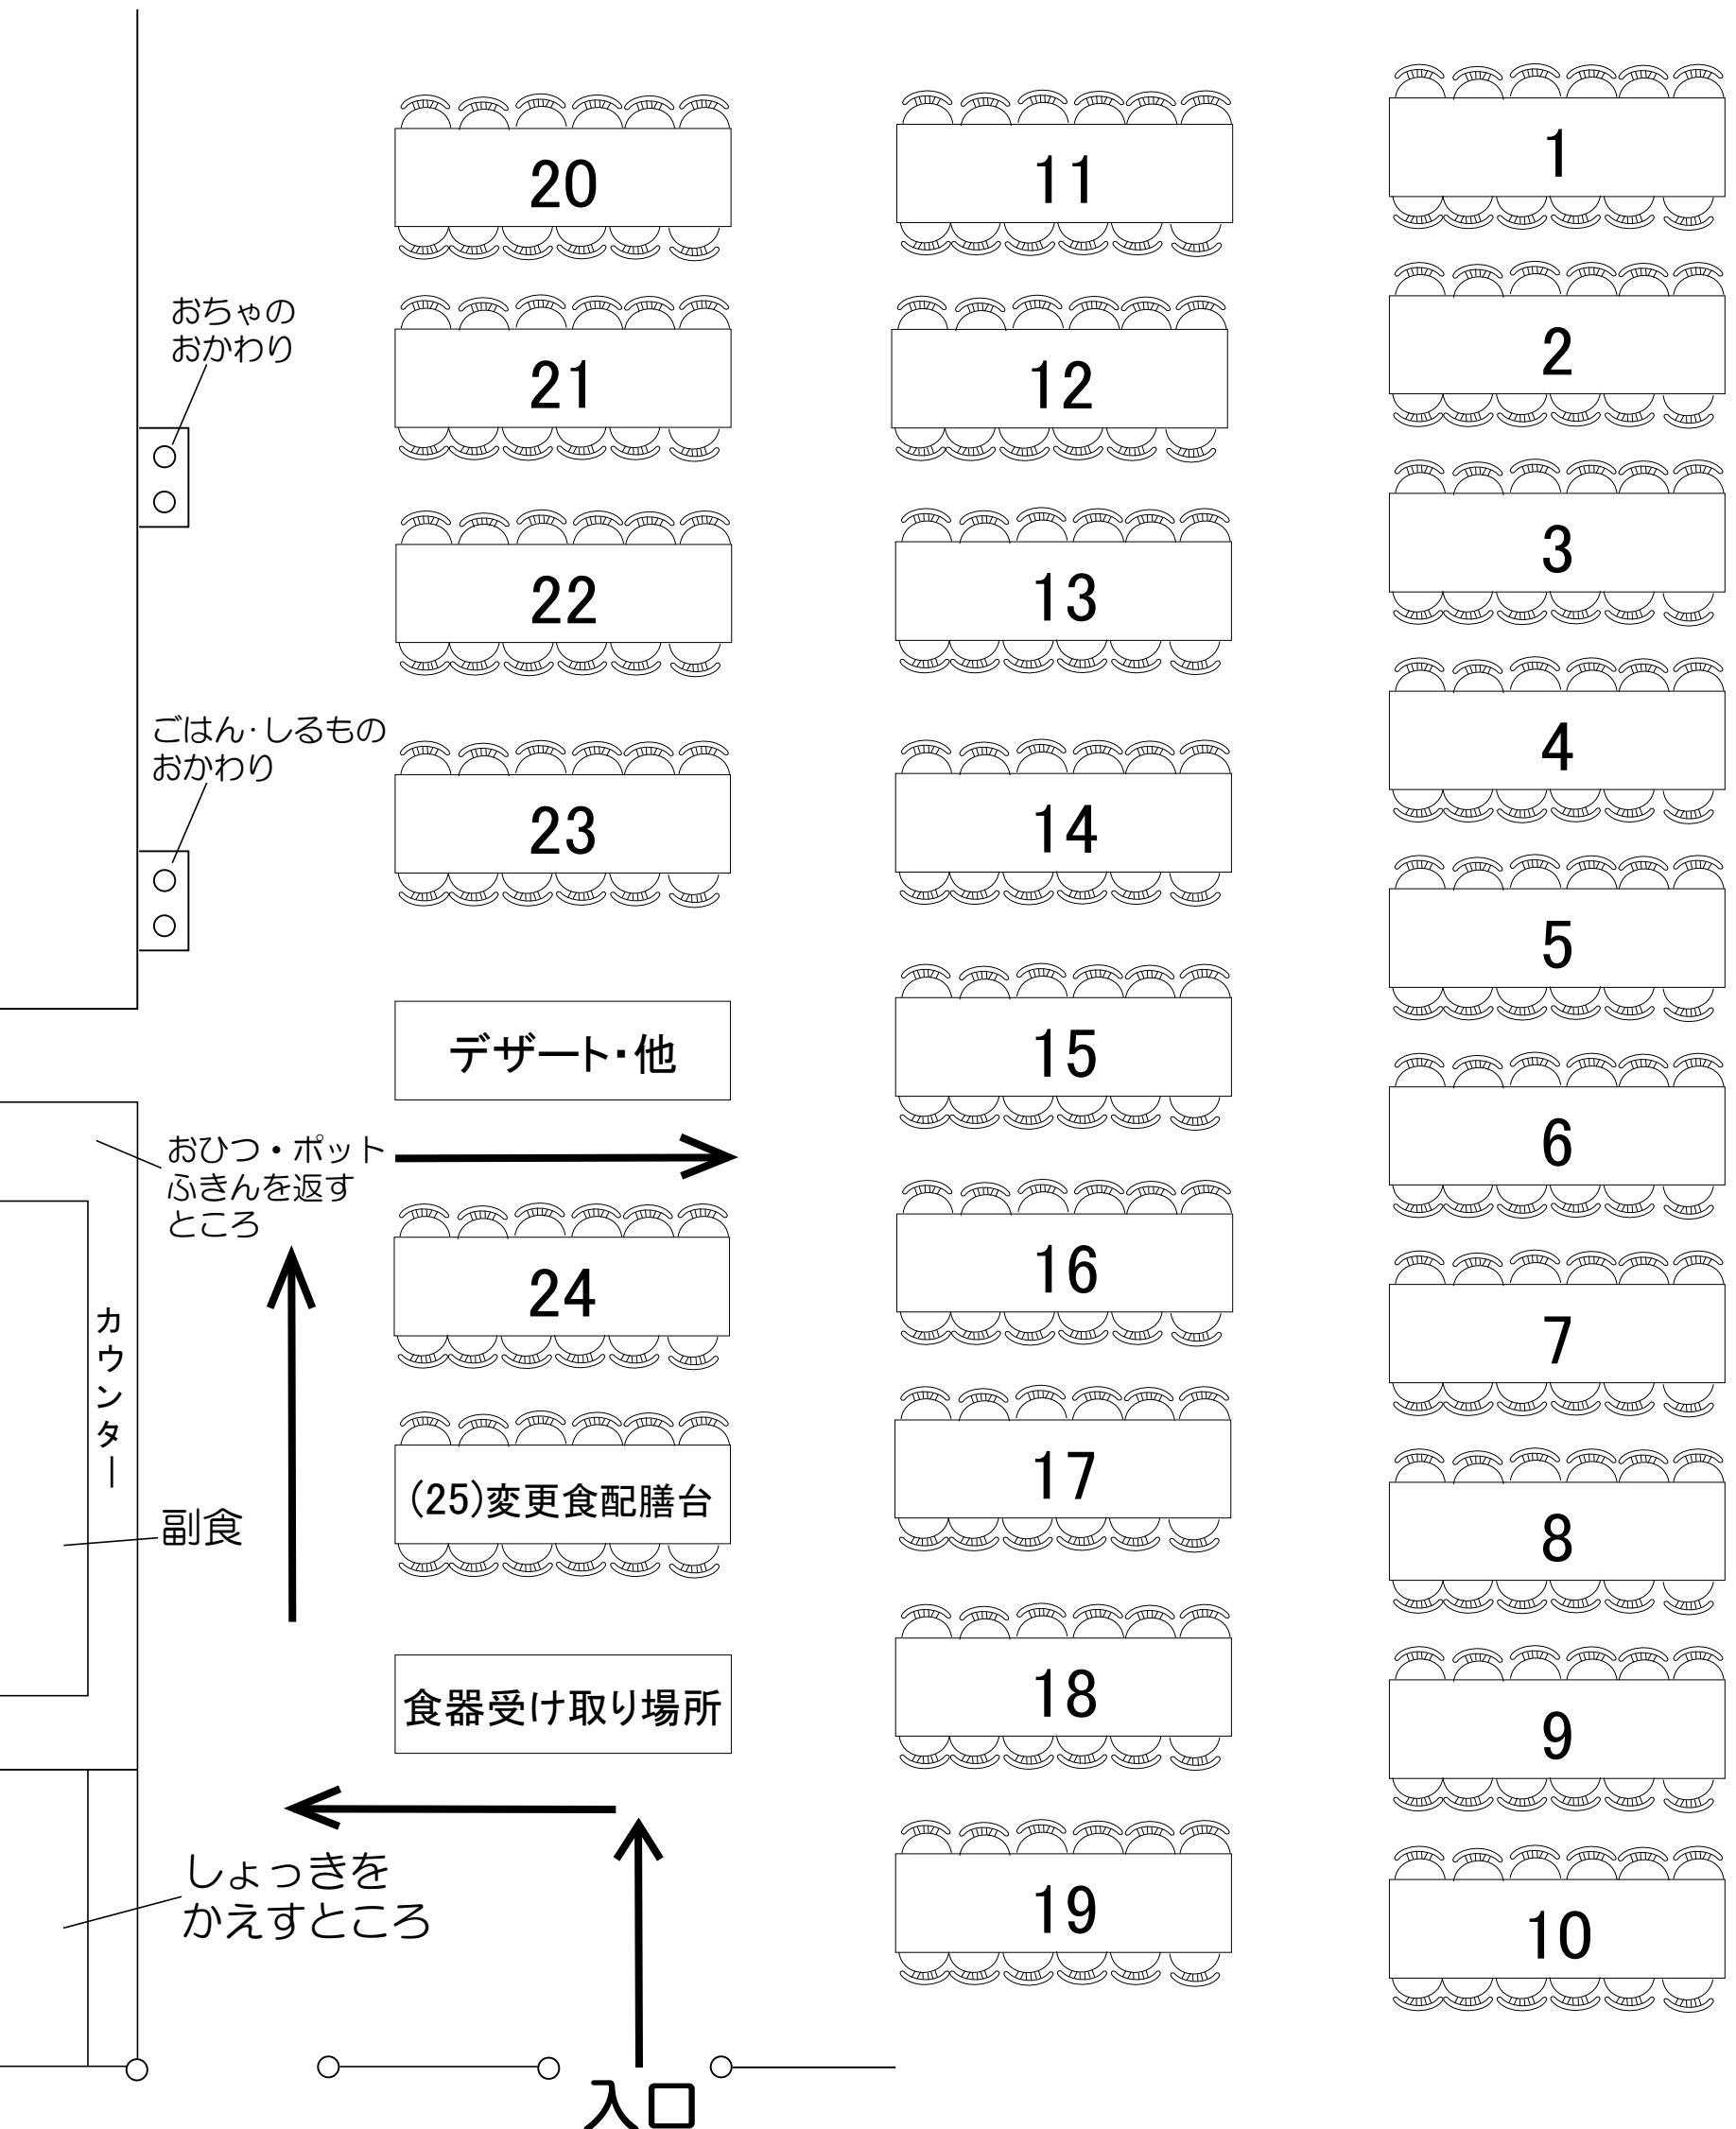 20
11
1
おちゃの
おかわり
21
12
2
22
13
3
ごはん・しるもの
おかわり
23
14
4
5
デザート・他
15
おひつ・ポット
ふきんを返す
ところ
6
24
16
カウンター
7
(25)変更食配膳台
17
副食
8
食器受け取り場所
18
9
しょっきを
かえすところ
19
10
入口